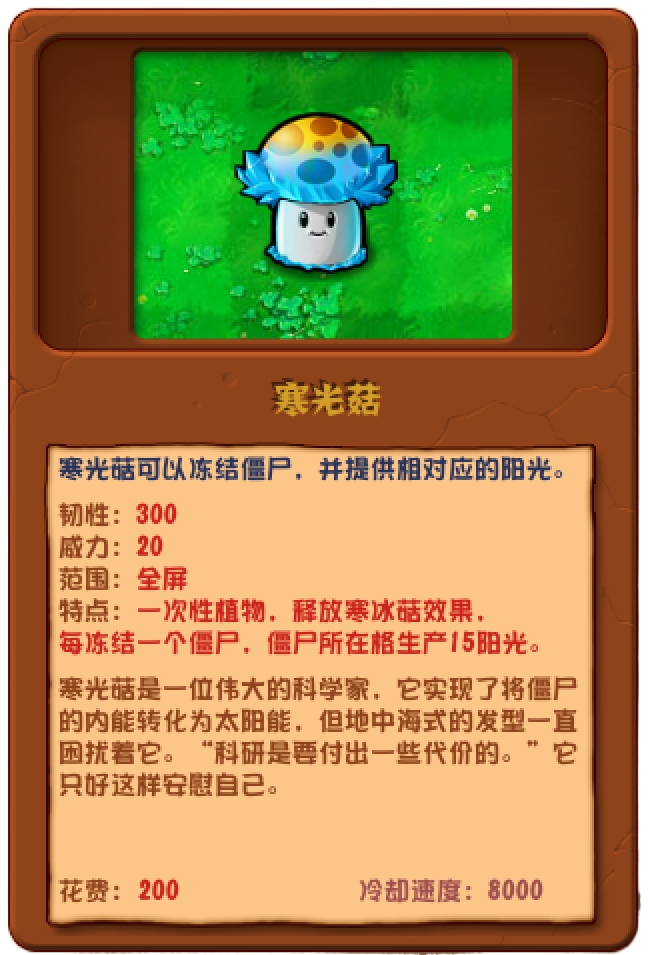 寒光菇
寒光菇可以冻结僵尸，并提供相对应的阳光。
韧性：300
威力：20
范围：全屏
特点：一次性植物，释放寒冰菇效果，
每冻结一个僵尸，僵尸所在格生产15阳光。
寒光菇是一位伟大的科学家，它实现了将僵尸
的内能转化为太阳能，但地中海式的发型一直
困扰着它。“科研是要付出一些代价的。”它
只好这样安慰自己。
花费：200 冷却速度：8000